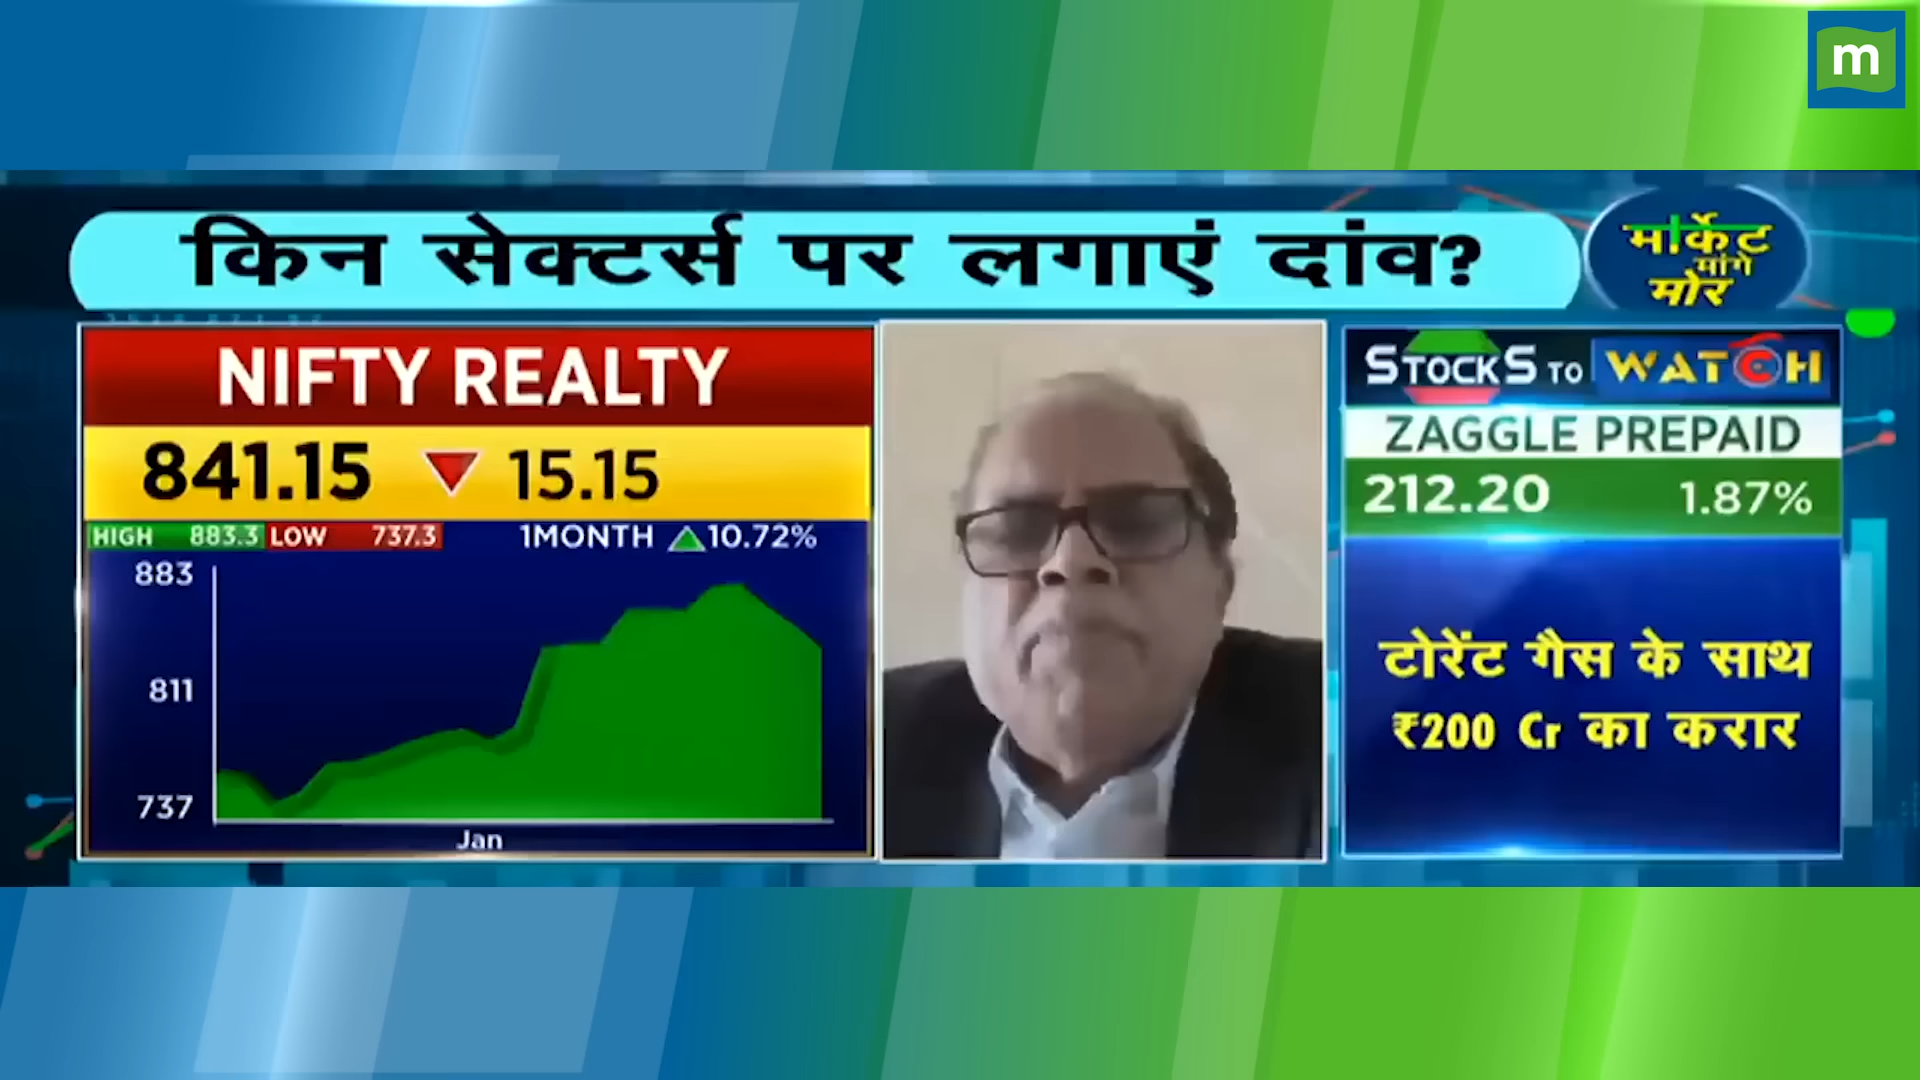 m
किन सेक्टर्स पर लगाएं दांव?
मार्केट
मांगे
मोर
NIFTY REALTY
841.15 ▼ 15.15
HIGH 883.3 LOW 737.3 1MONTH ▲10.72%
883
811
737
Jan
STOCKS TO WATCH
ZAGGLE PREPAID
212.20 1.87%
टोरेंट गैस के साथ
₹200 Cr का करार